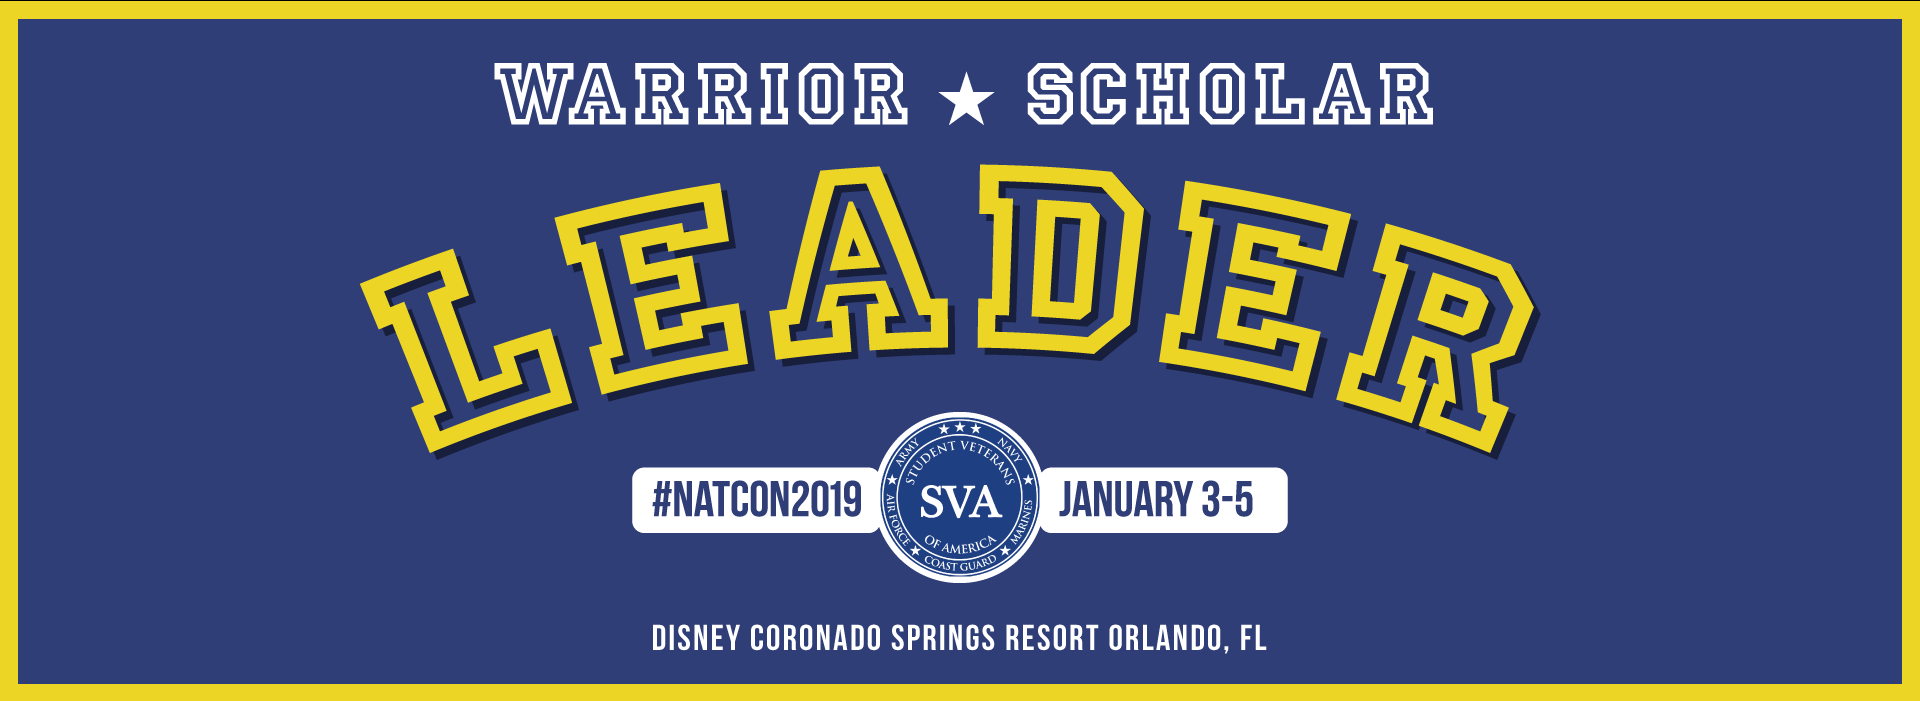 WARRIOR ★ SCHOLAR
LEADER
#NATCON2019
ARMY
NAVY
STUDENT VETERANS
SVA
OF AMERICA
AIR FORCE
COAST GUARD
MARINES
JANUARY 3-5
DISNEY CORONADO SPRINGS RESORT ORLANDO, FL